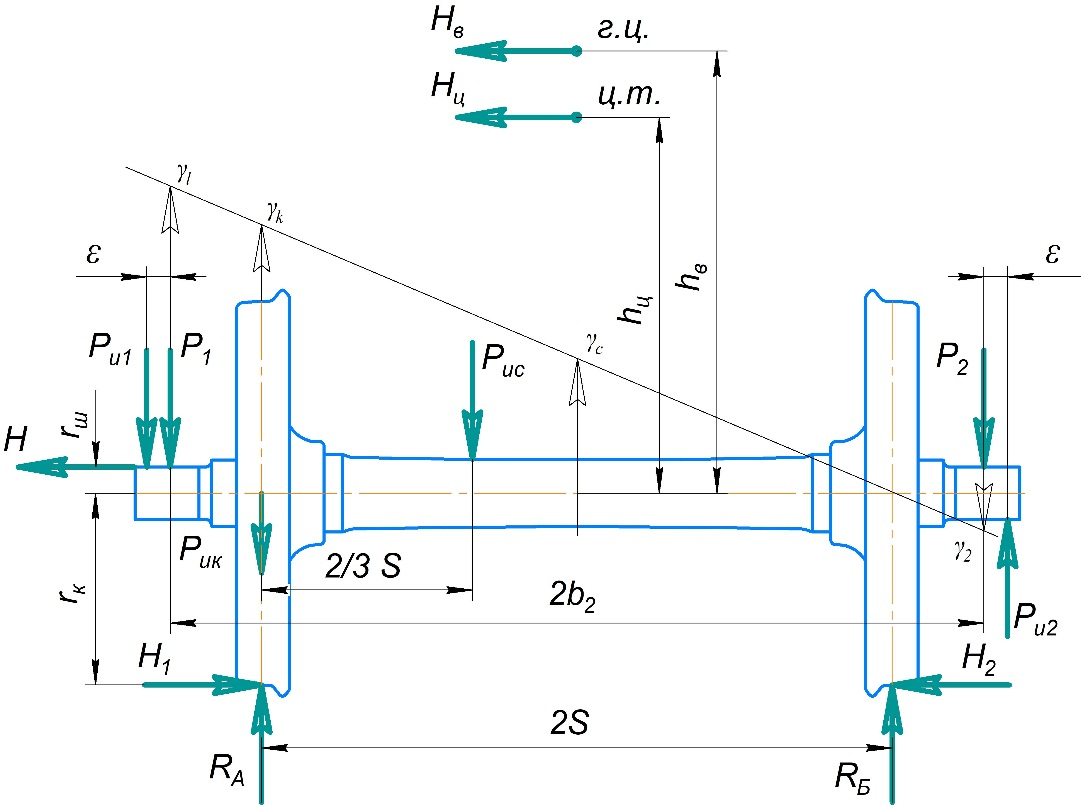 Hв г.ц.
Hц ц.т.
γl
γk
ε ε
hц hв
γc
Pи1 P1 Pис P2
H rш
Pик γ2
2/3 S
rк 2b2
Pи2
H1 H2
2S
RА RБ